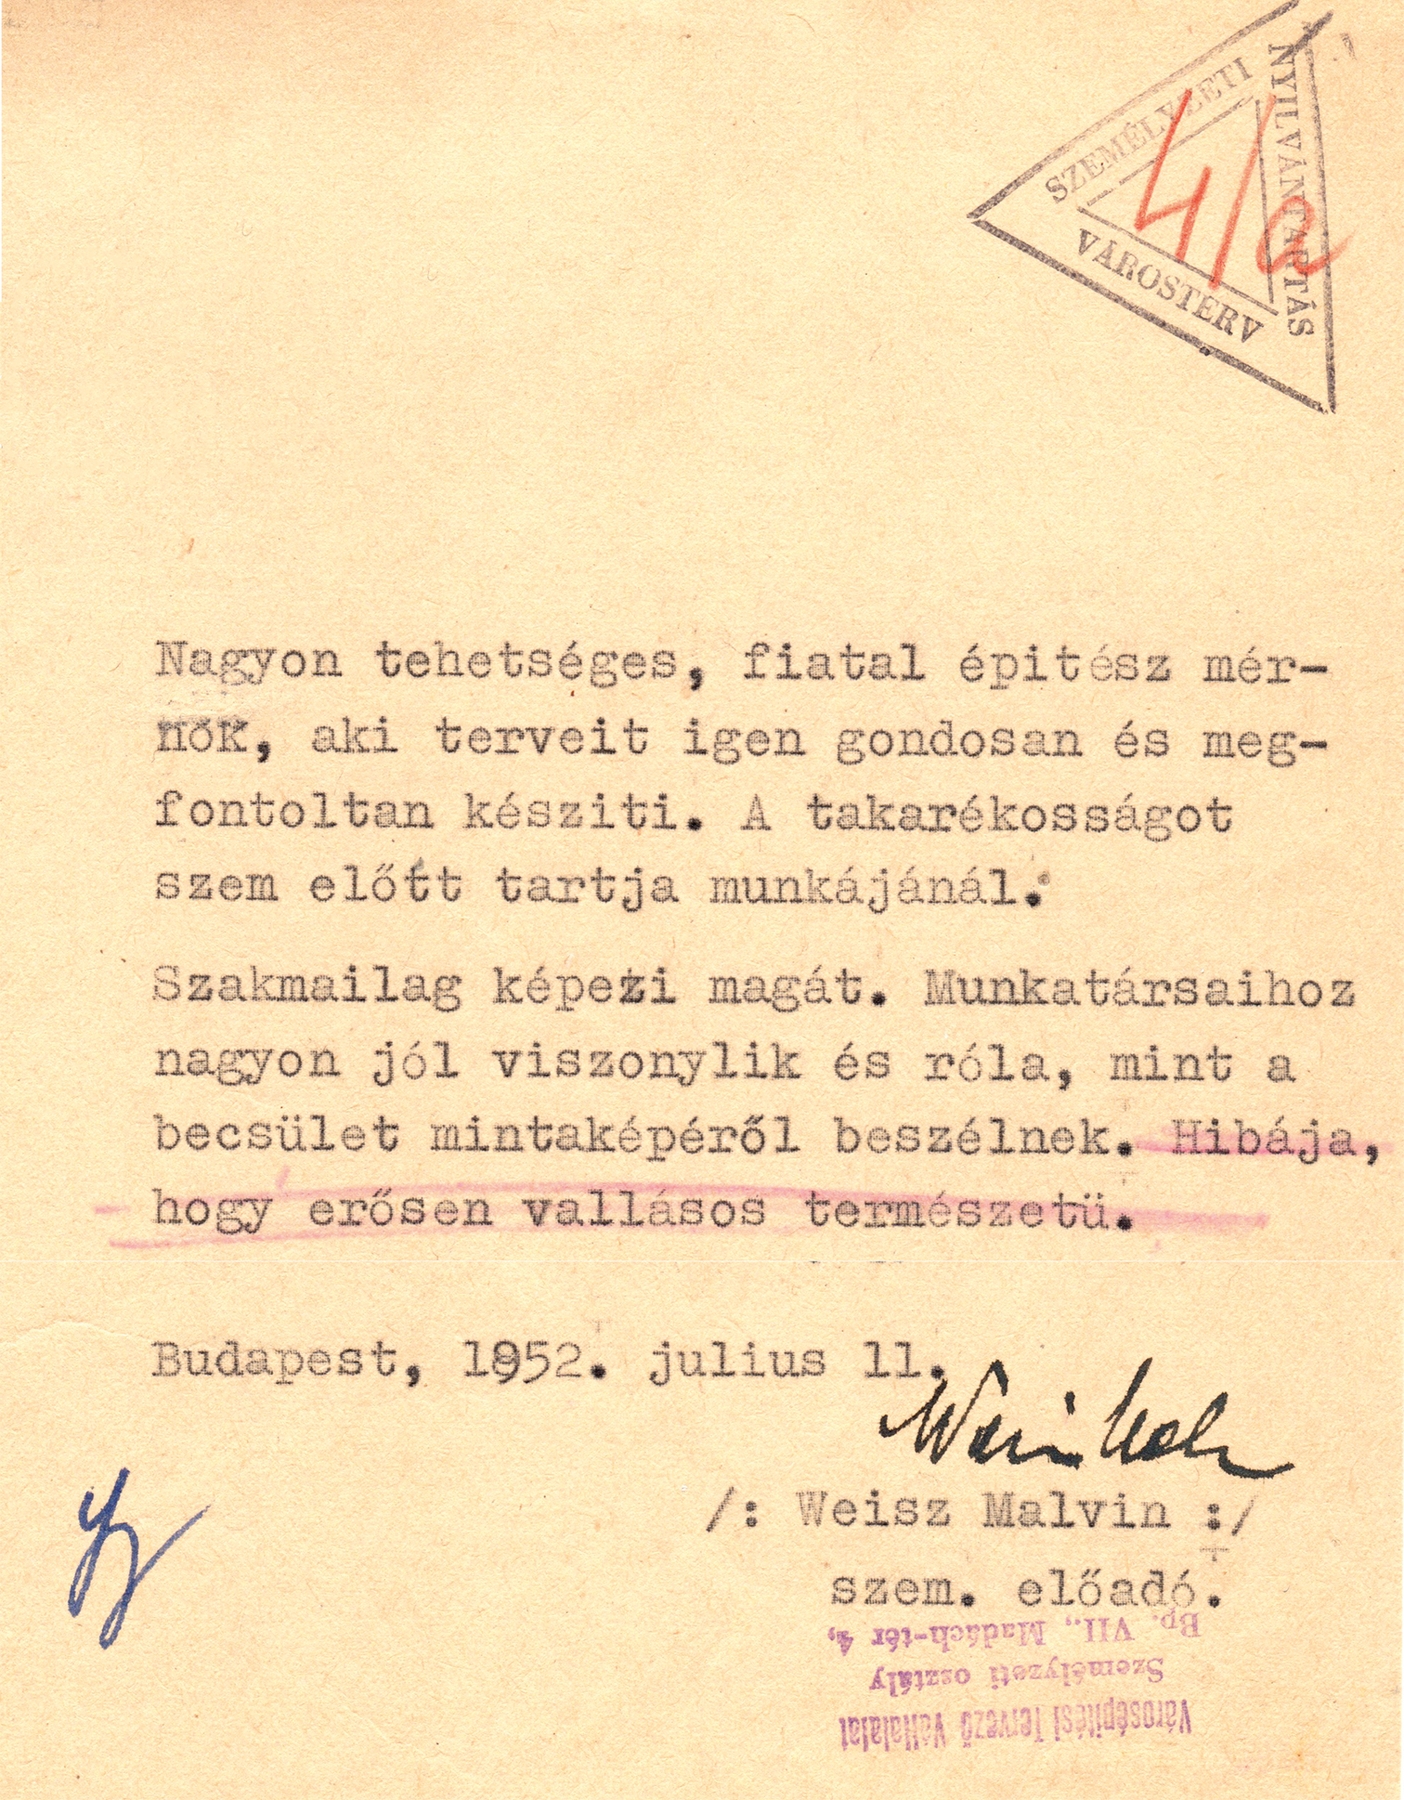 SZEMÉLYZETI
NYILVÁNTARTÁS
VÁROSTERV
4/a
Nagyon tehetséges, fiatal épitész mér-
nök, aki terveit igen gondosan és meg-
fontoltan késziti. A takarékosságot
szem előtt tartja munkájánál.
Szakmailag képezi magát. Munkatársaihoz
nagyon jól viszonylik és róla, mint a
becsület mintaképéről beszélnek. Hibája,
hogy erősen vallásos természetü.
Budapest, 1952. julius 11.
/: Weisz Malvin :/
szem. előadó.
Városépitési Tervező Vállalat
Személyzeti osztály
Bp. VII., Madách-tér 4,